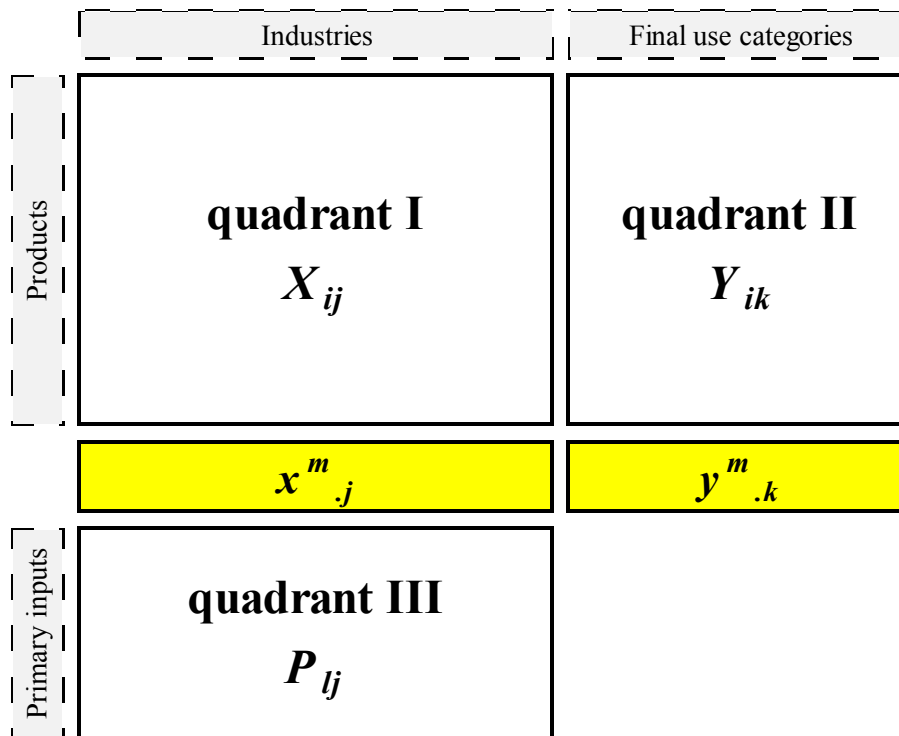 Industries
Final use categories
Products
quadrant I
X ij
quadrant II
Y ik
x m .j
y m .k
Primary inputs
quadrant III
P lj